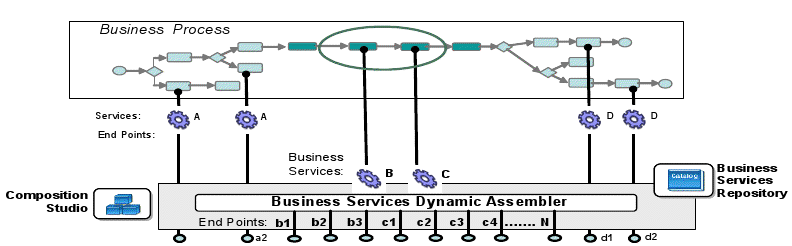 Business Process
Services: A A D D
End Points:
Business
Services: B C
Composition
Studio
Catalog
Business
Services
Repository
Business Services Dynamic Assembler
End Points: b1 b2 b3 c1 c2 c3 c4 ....... N
a2 d1 d2